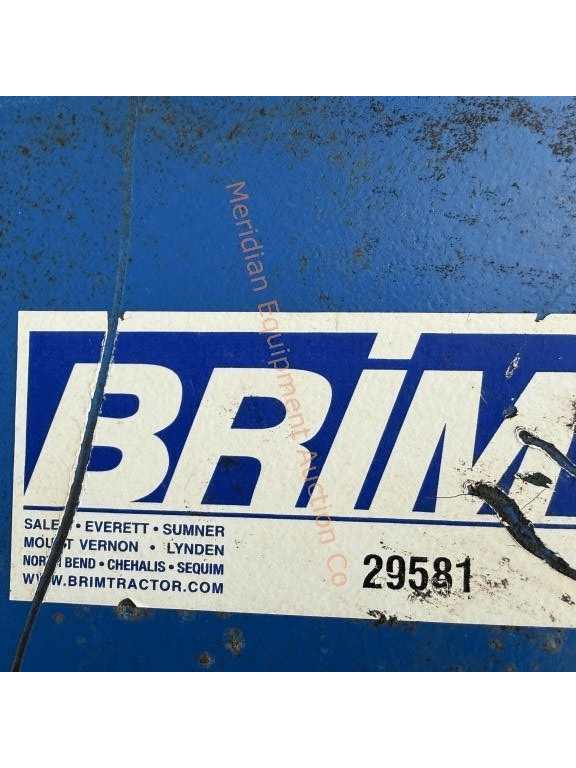 BRIM
SALEM • EVERETT • SUMNER
MOUNT VERNON • LYNDEN
NORTH BEND • CHEHALIS • SEQUIM
WWW.BRIMTRACTOR.COM
29581
Meridian Equipment Auction Co